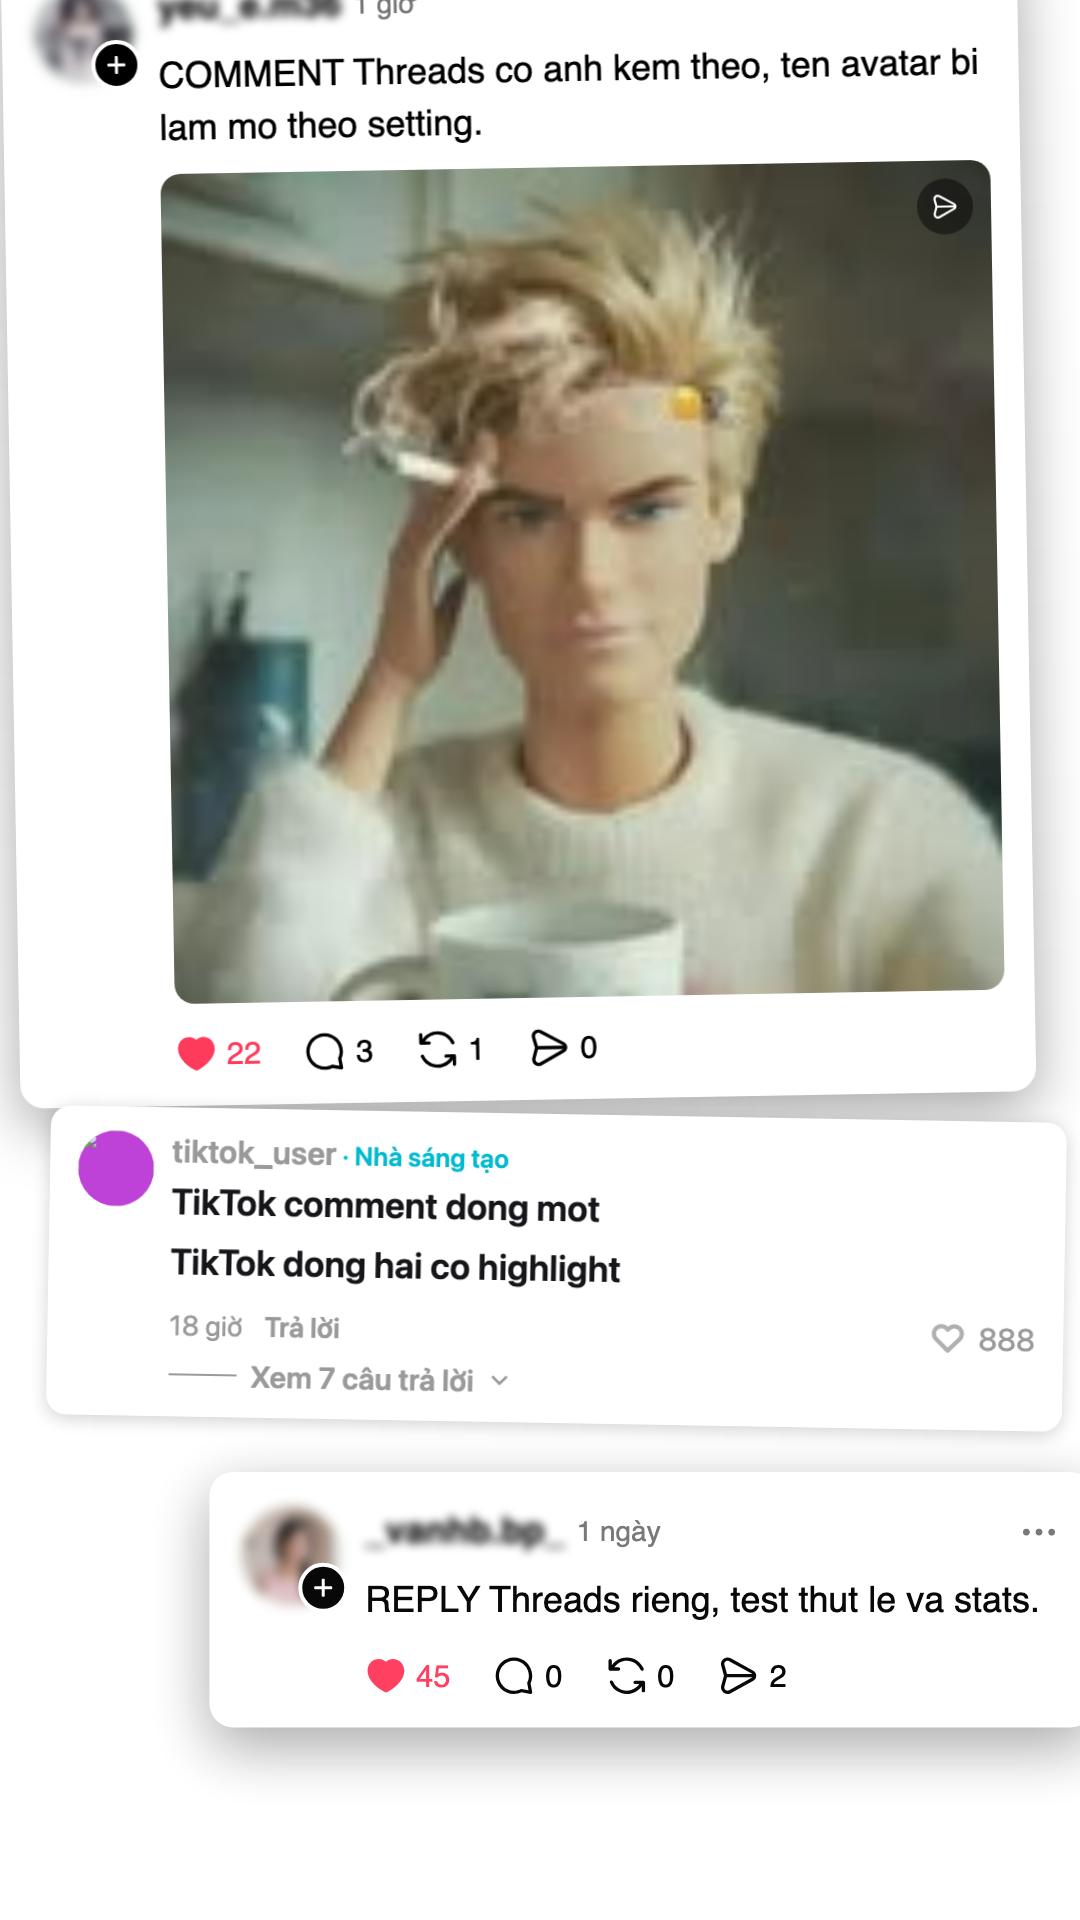 1 giờ
COMMENT Threads co anh kem theo, ten avatar bi
lam mo theo setting.
22 3 1 0
tiktok_user · Nhà sáng tạo
TikTok comment dong mot
TikTok dong hai co highlight
18 giờ Trả lời 888
Xem 7 câu trả lời
_vanhb.bp_ 1 ngày
REPLY Threads rieng, test thut le va stats.
45 0 0 2